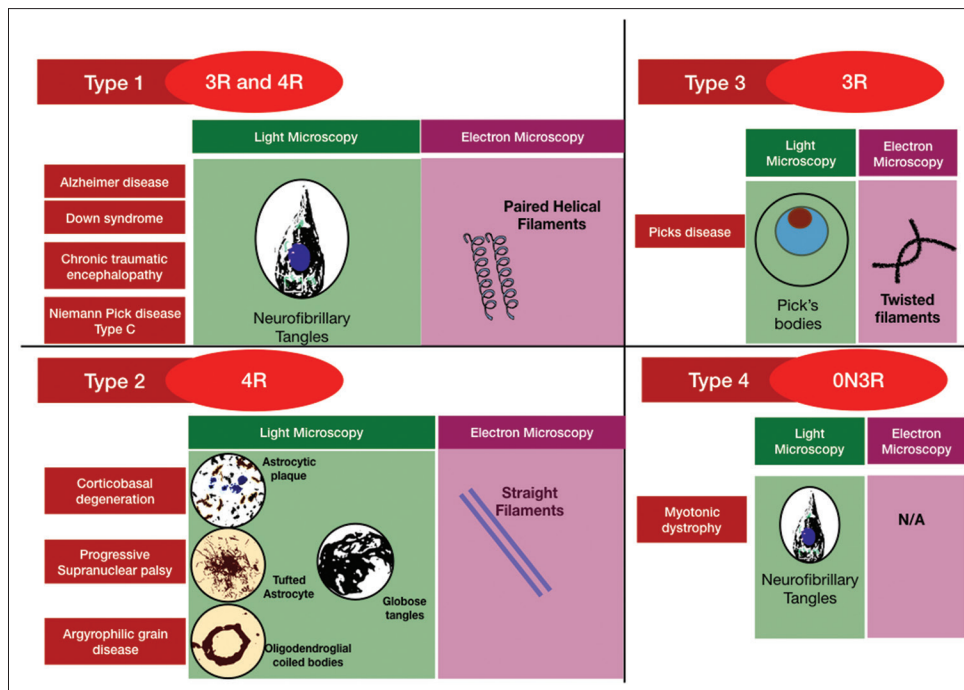 Type 1
3R and 4R
Light Microscopy
Electron Microscopy
Alzheimer disease
Down syndrome
Chronic traumatic
encephalopathy
Niemann Pick disease
Type C
Neurofibrillary
Tangles
Paired Helical
Filaments
Type 3
3R
Light
Microscopy
Electron
Microscopy
Picks disease
Pick's
bodies
Twisted
filaments
Type 2
4R
Light Microscopy
Electron Microscopy
Corticobasal
degeneration
Progressive
Supranuclear palsy
Argyrophilic grain
disease
Astrocytic
plaque
Tufted
Astrocyte
Globose
tangles
Oligodendroglial
coiled bodies
Straight
Filaments
Type 4
0N3R
Light
Microscopy
Electron
Microscopy
Myotonic
dystrophy
Neurofibrillary
Tangles
N/A